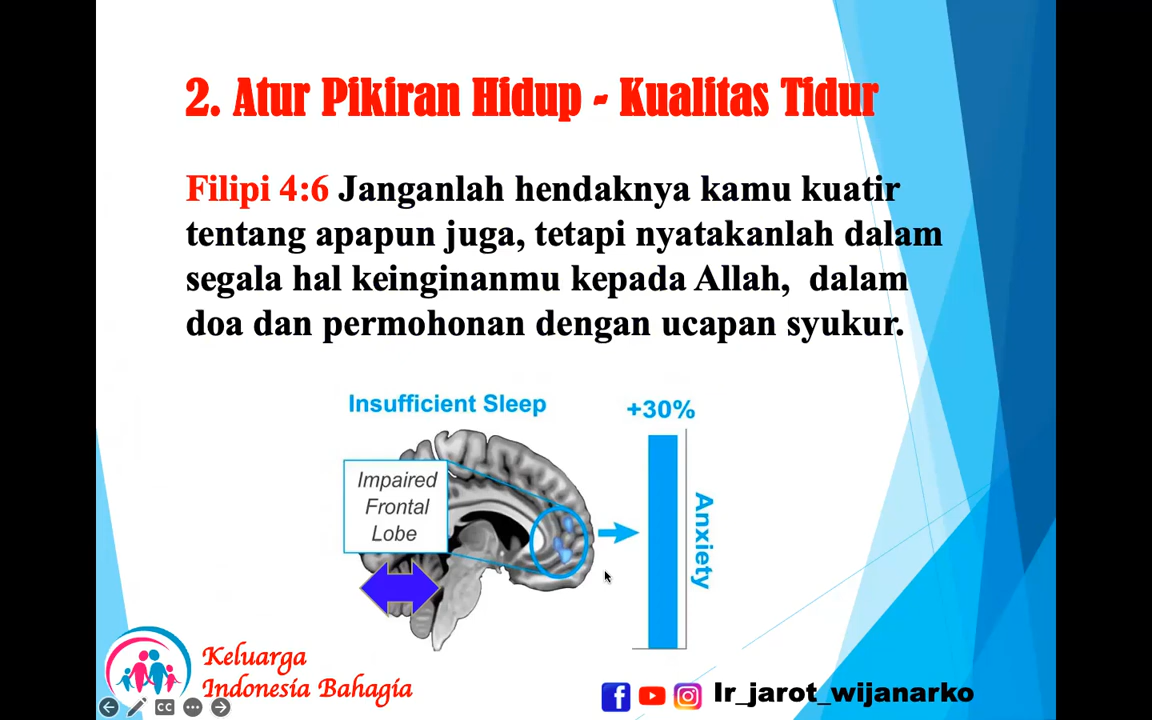 2. Atur Pikiran Hidup - Kualitas Tidur
Filipi 4:6 Janganlah hendaknya kamu kuatir
tentang apapun juga, tetapi nyatakanlah dalam
segala hal keinginanmu kepada Allah,  dalam
doa dan permohonan dengan ucapan syukur.
Insufficient Sleep
+30%
Impaired
Frontal
Lobe
Anxiety
Keluarga
Indonesia Bahagia
Ir_jarot_wijanarko
CC